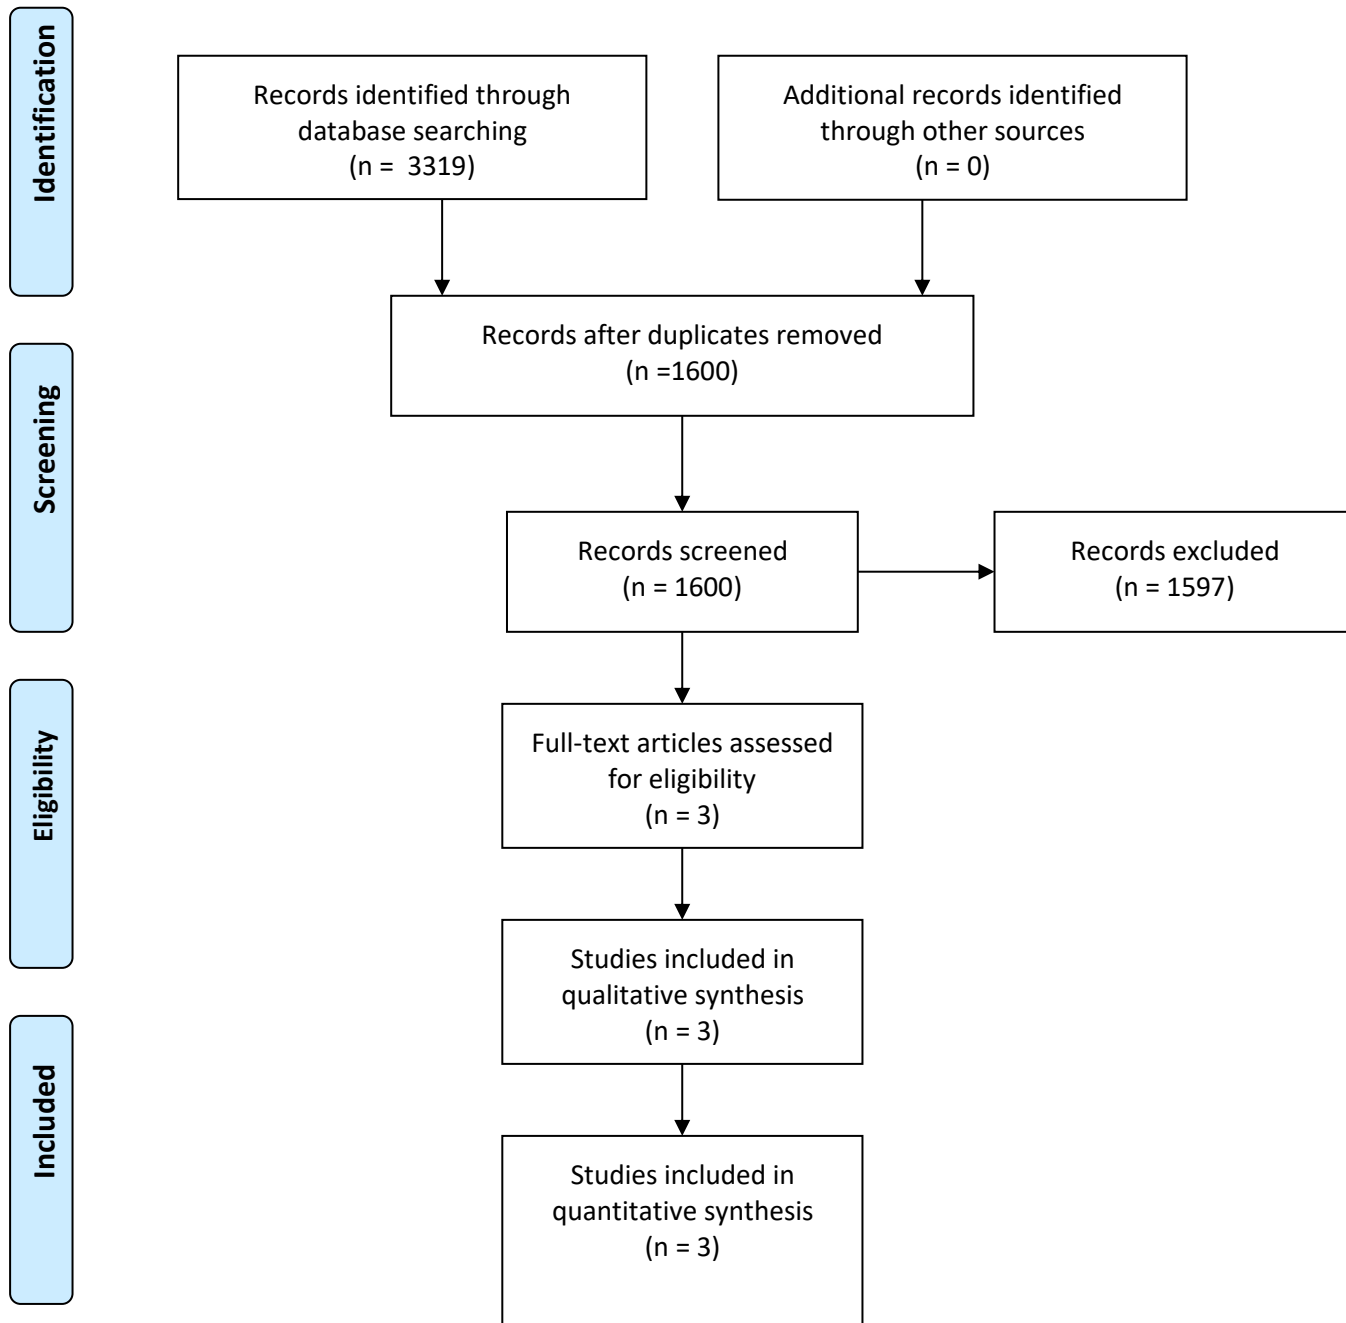 Identification
Records identified through
database searching
(n =  3319)
Additional records identified
through other sources
(n = 0)
Records after duplicates removed
(n =1600)
Screening
Records screened
(n = 1600)
Records excluded
(n = 1597)
Eligibility
Full-text articles assessed
for eligibility
(n = 3)
Studies included in
qualitative synthesis
(n = 3)
Included
Studies included in
quantitative synthesis
(n = 3)